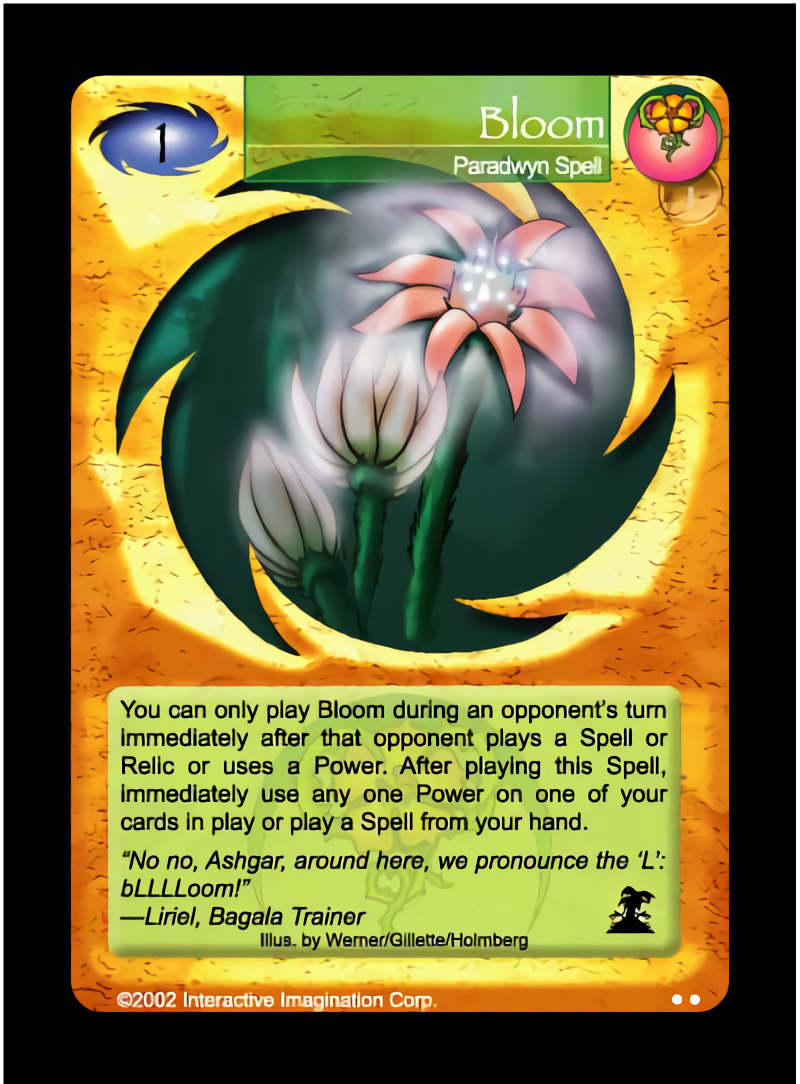 1
Bloom
Paradwyn Spell
You can only play Bloom during an opponent's turn
immediately after that opponent plays a Spell or
Relic or uses a Power. After playing this Spell,
immediately use any one Power on one of your
cards in play or play a Spell from your hand.
"No no, Ashgar, around here, we pronounce the 'L':
bLLLLoom!"
—Liriel, Bagala Trainer
Illus. by Werner/Gillette/Holmberg
©2002 Interactive Imagination Corp.